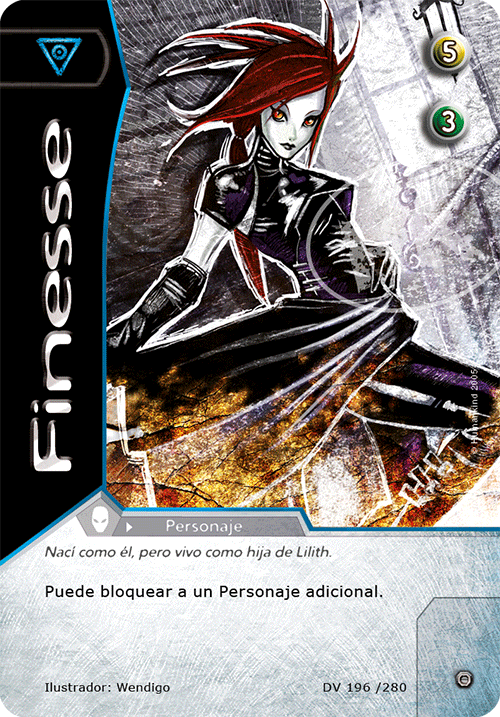 5
3
Finesse
Personaje
Nací como él, pero vivo como hija de Lilith.
Puede bloquear a un Personaje adicional.
Ilustrador: Wendigo
DV 196 /280